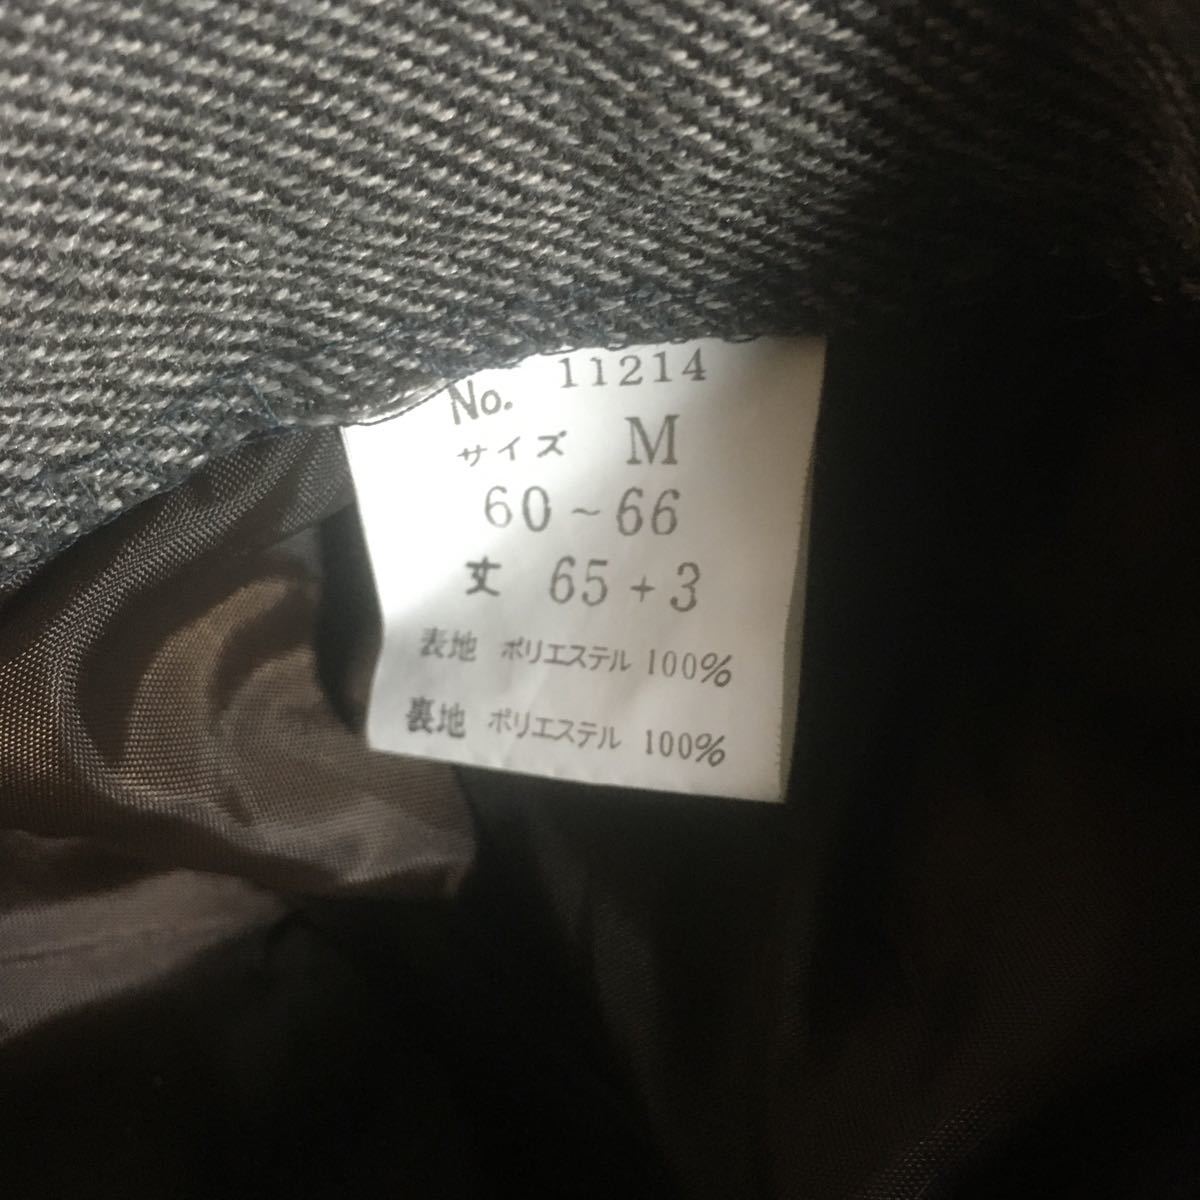 No. 11214
サイズ M
60~66
丈 65+3
表地 ポリエステル 100%
裏地 ポリエステル 100%